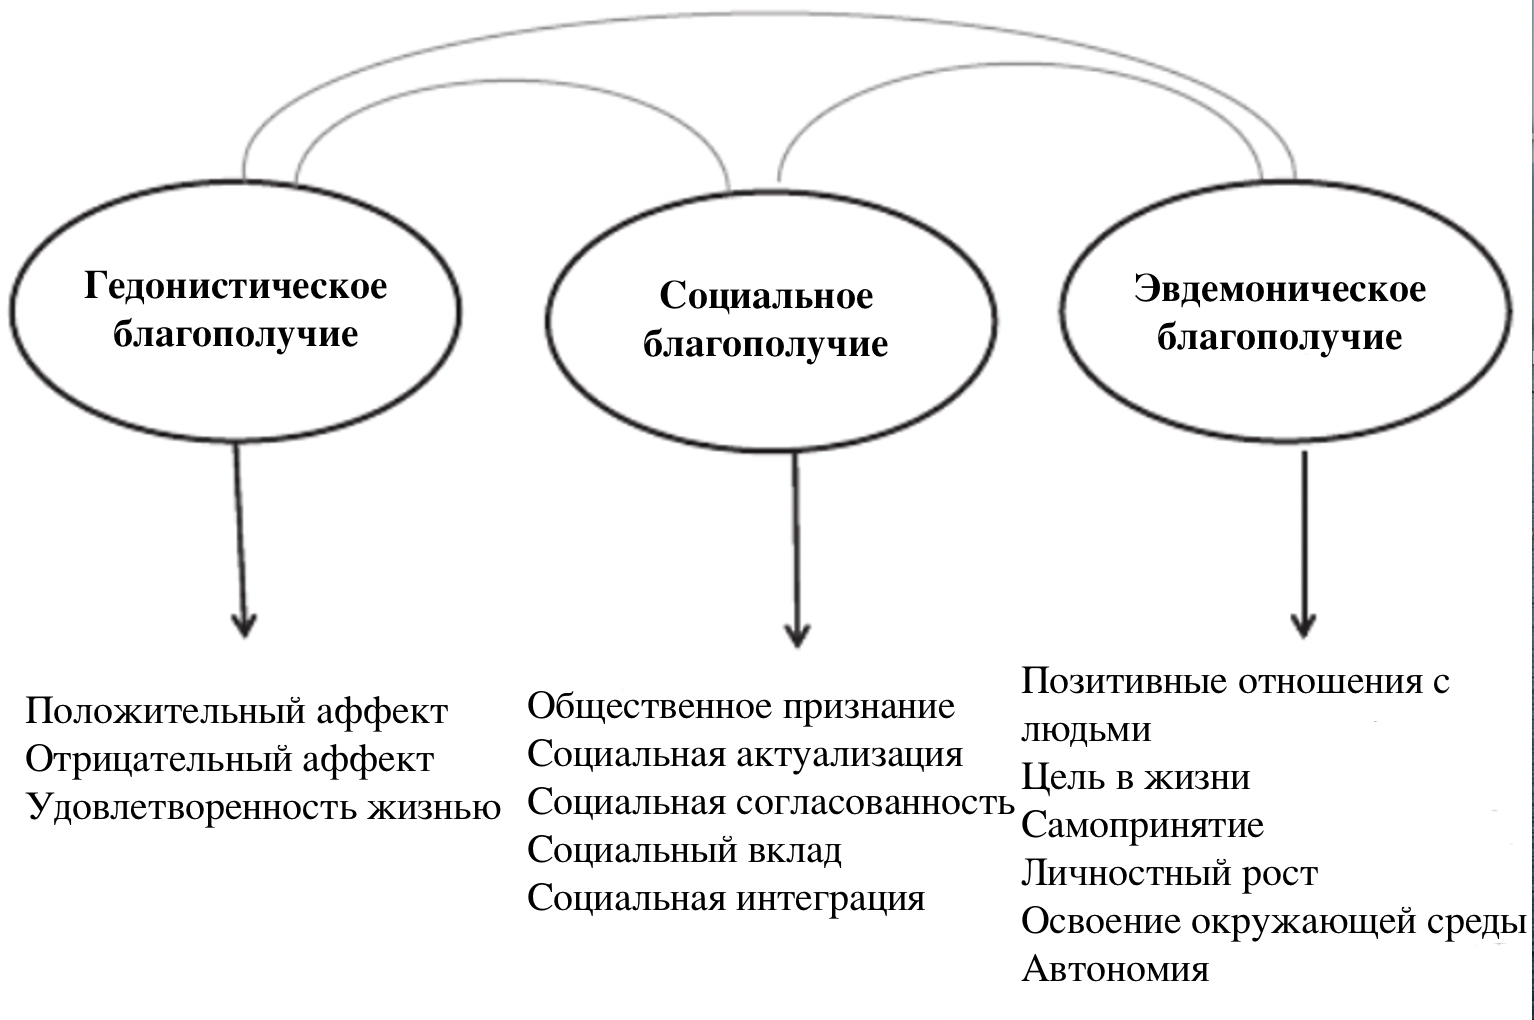 Гедонистическое
благополучие
Социальное
благополучие
Эвдемоническое
благополучие
Положительный аффект
Отрицательный аффект
Удовлетворенность жизнью
Общественное признание
Социальная актуализация
Социальная согласованность
Социальный вклад
Социальная интеграция
Позитивные отношения с
людьми
Цель в жизни
Самопринятие
Личностный рост
Освоение окружающей среды
Автономия